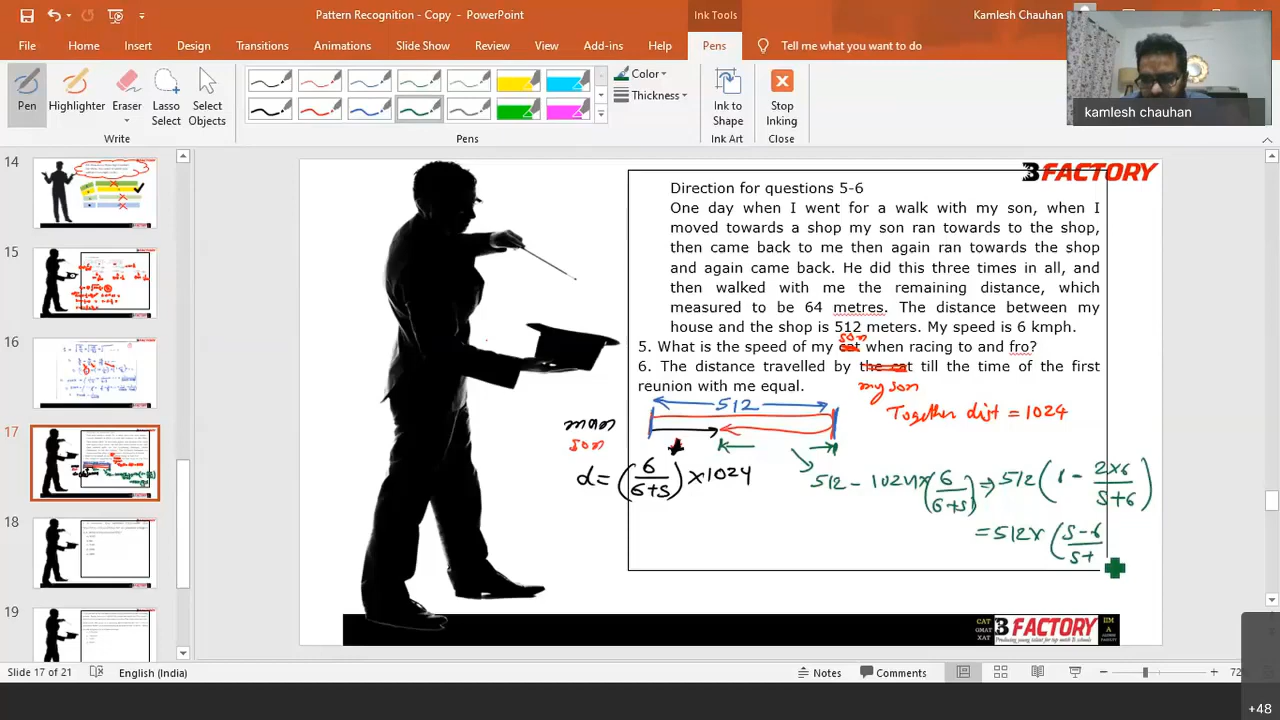 Pattern Recognition - Copy - PowerPoint
Ink Tools
Kamlesh Chauhan
File Home Insert Design Transitions Animations Slide Show Review View Add-ins Help Pens Tell me what you want to do
Pen Highlighter Eraser Lasso Select Select Objects
Color
Thickness
Ink to Shape
Stop Inking
Write
Pens
Ink Art
Close
kamlesh chauhan
14
15
16
17
18
19
3FACTORY
Direction for questions 5-6
One day when I went for a walk with my son, when I
moved towards a shop my son ran towards to the shop,
then came back to me then again ran towards the shop
and again came back. He did this three times in all, and
then walked with me the remaining distance, which
measured to be 64 metres. The distance between my
house and the shop is 512 meters. My speed is 6 kmph.
son
5. What is the speed of my cat when racing to and fro?
6. The distance travelled by the cat till the time of the first
reunion with me equal.
my son
512
Together dist = 1024
man
son
d = (6/(6+s)) × 1024
512 - 1024 × (6/(6+s)) ⇒ 512 (1 - (2×6)/(s+6))
= 512 × (s-6/s+
CAT
GMAT
XAT
3FACTORY
Producing young talent for top notch B schools
IIM
A
Slide 17 of 21
English (India)
Notes
Comments
72
+48